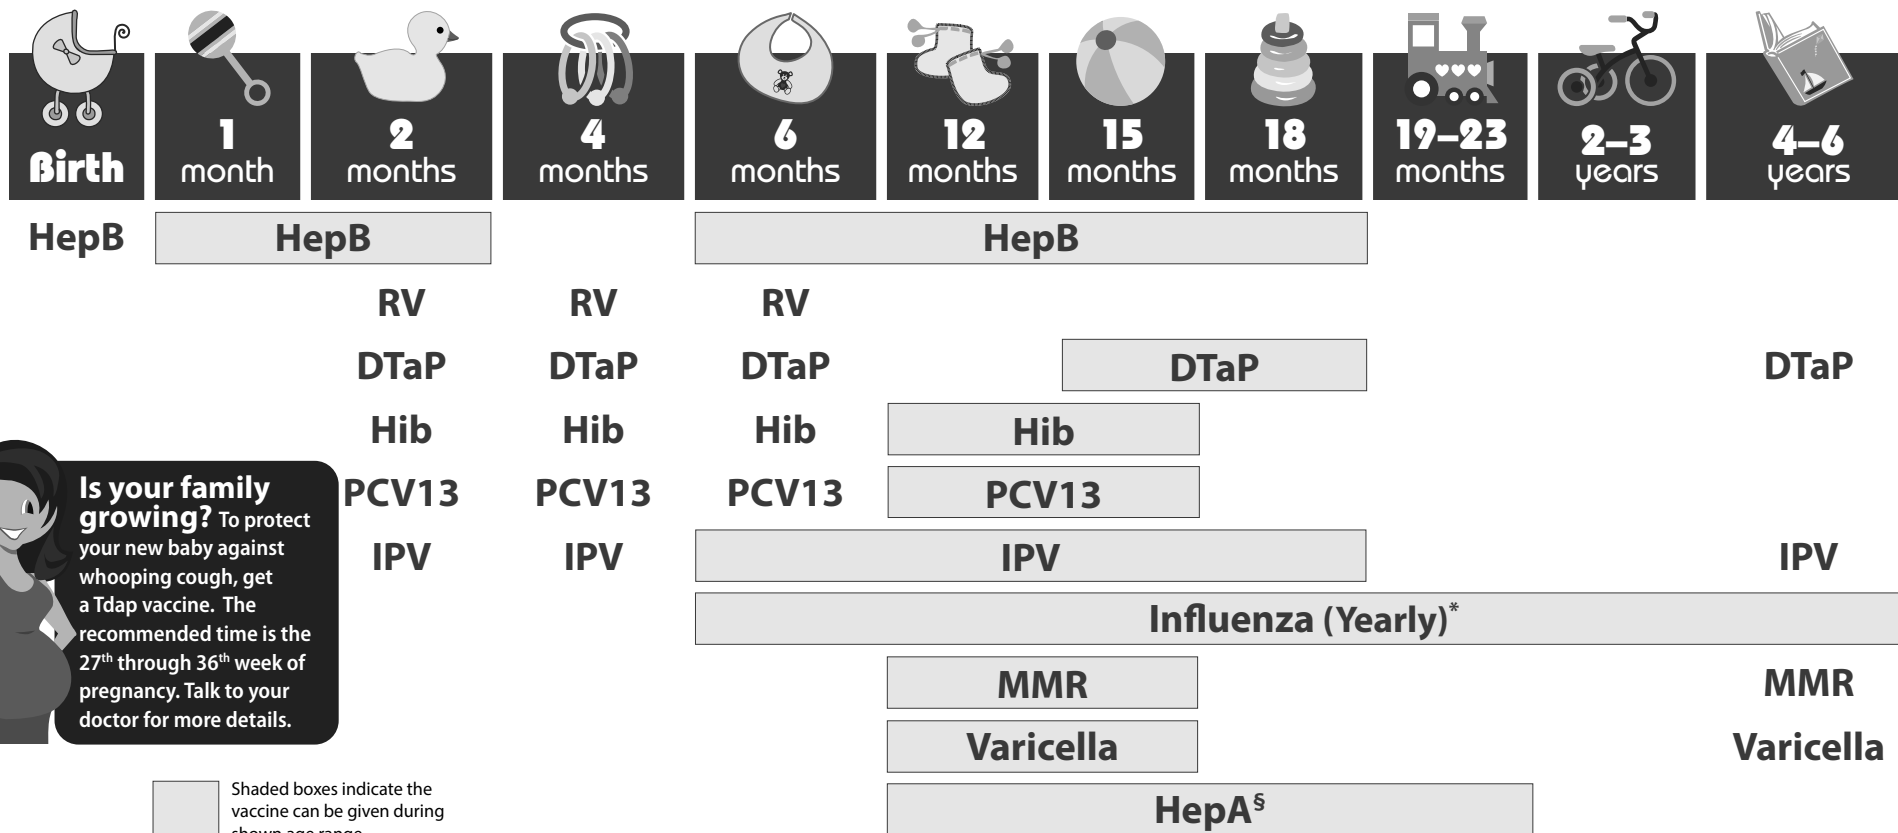 Birth
1
month
2
months
4
months
6
months
12
months
15
months
18
months
19–23
months
2–3
years
4–6
years
HepB HepB HepB
RV RV RV
DTaP DTaP DTaP DTaP DTaP
Hib Hib Hib Hib
PCV13 PCV13 PCV13 PCV13
IPV IPV IPV IPV
Influenza (Yearly)*
MMR MMR
Varicella Varicella
HepA§
Is your family
growing? To protect
your new baby against
whooping cough, get
a Tdap vaccine. The
recommended time is the
27th through 36th week of
pregnancy. Talk to your
doctor for more details.
Shaded boxes indicate the
vaccine can be given during
shown age range